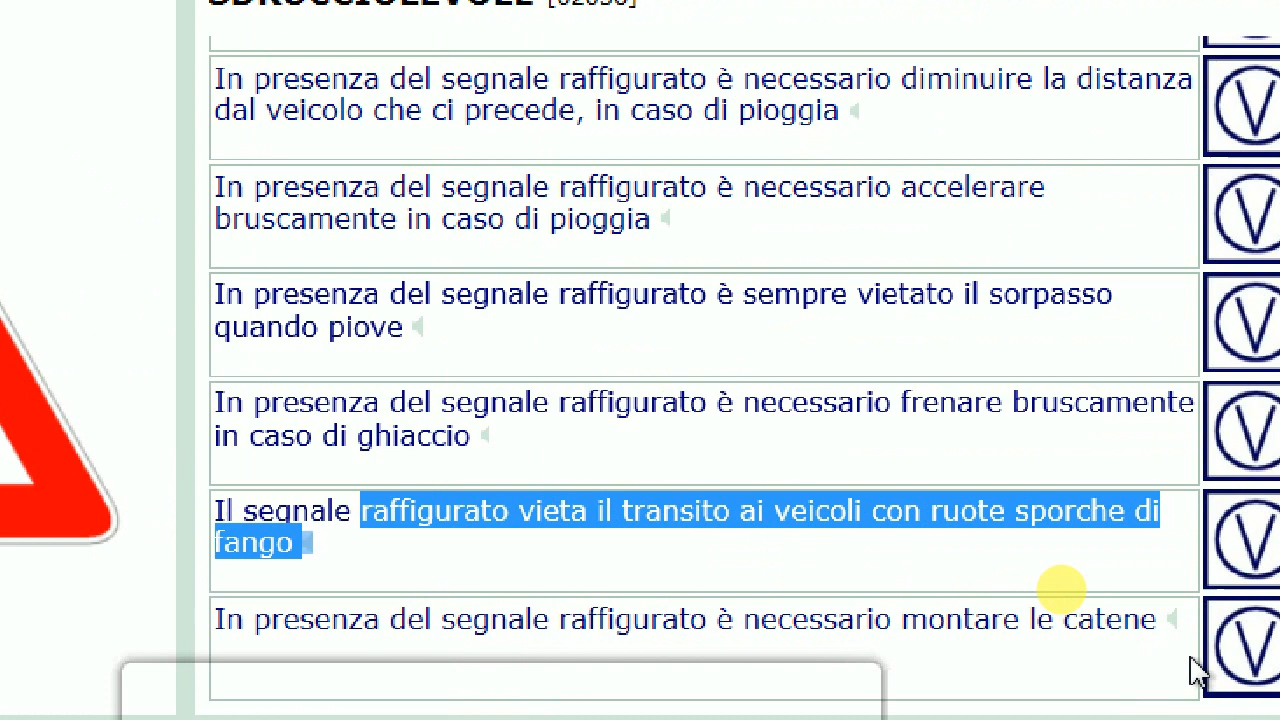 SDRUCCIOLEVOLE [02036]
In presenza del segnale raffigurato è necessario diminuire la distanza
dal veicolo che ci precede, in caso di pioggia
V
In presenza del segnale raffigurato è necessario accelerare
bruscamente in caso di pioggia
V
In presenza del segnale raffigurato è sempre vietato il sorpasso
quando piove
V
In presenza del segnale raffigurato è necessario frenare bruscamente
in caso di ghiaccio
V
Il segnale raffigurato vieta il transito ai veicoli con ruote sporche di
fango
V
In presenza del segnale raffigurato è necessario montare le catene
V